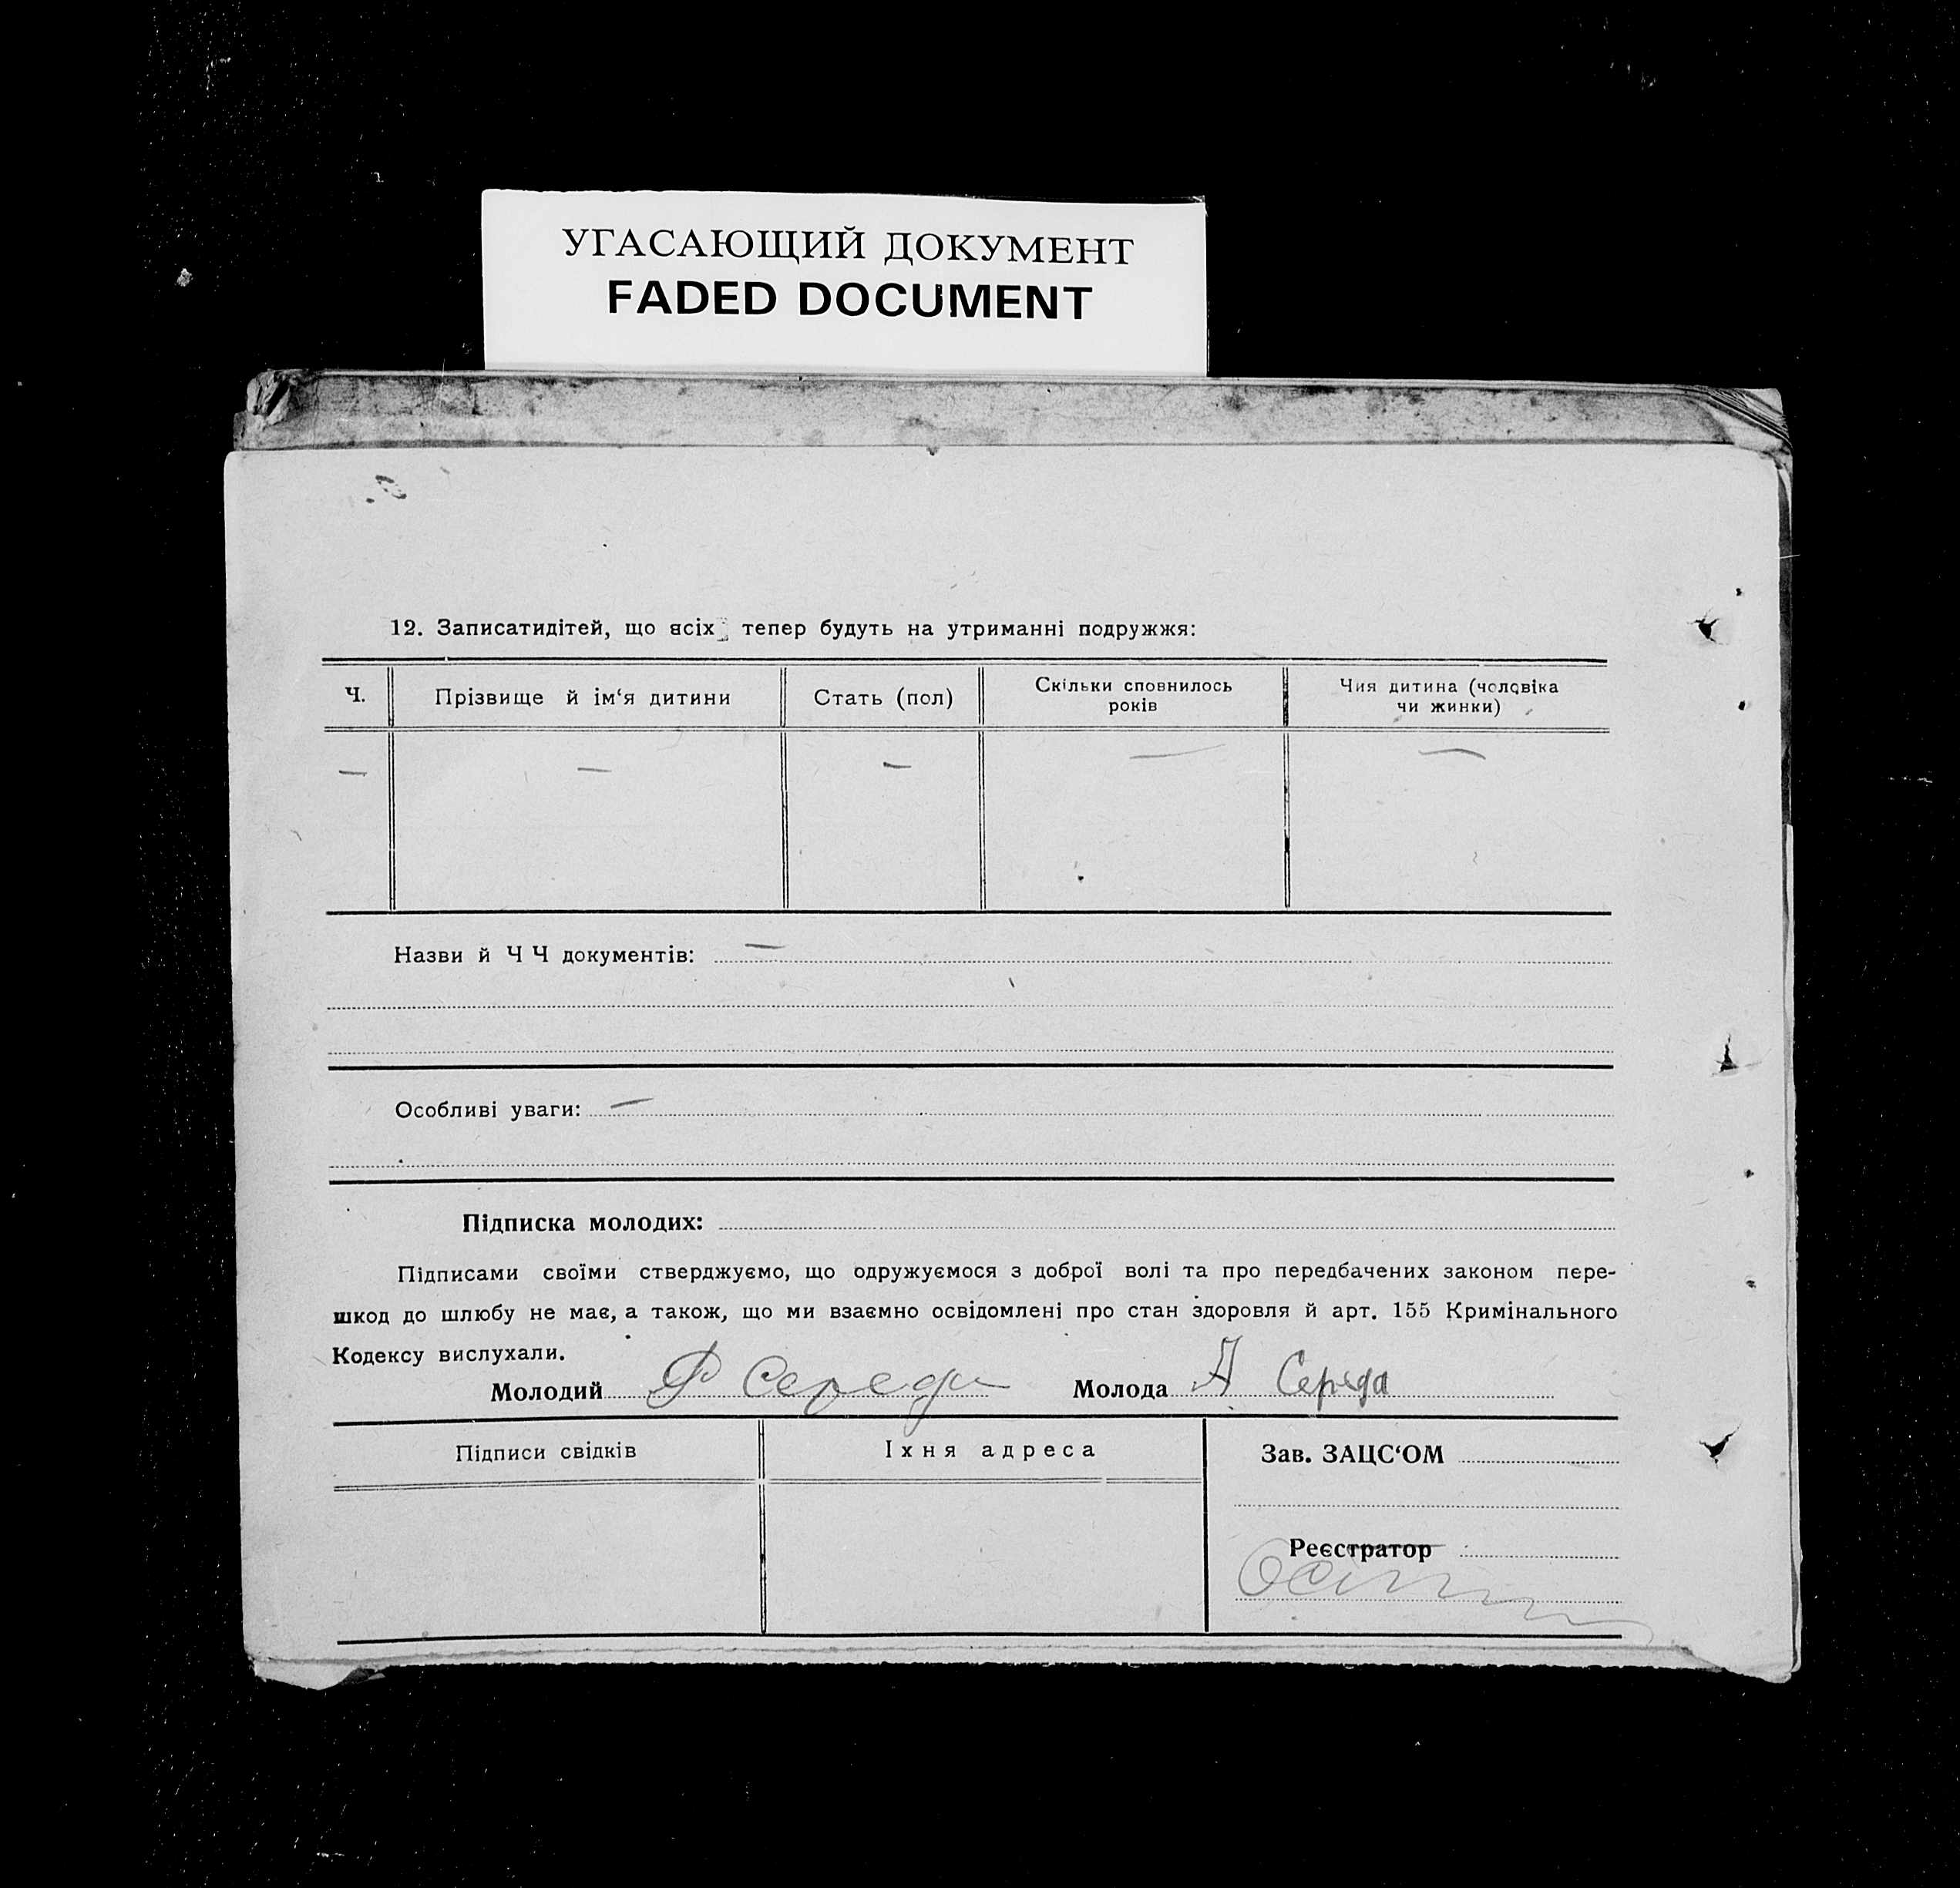 УГАСАЮЩИЙ ДОКУМЕНТ
FADED DOCUMENT
12. Записатидітей, що всіх тепер будуть на утриманні подружжя:
Ч. Прізвище й ім‘я дитини Стать (пол) Скільки сповнилось років Чия дитина (чоловіка чи жинки)
— — — — —
Назви й Ч Ч документів: —
Особливі уваги: —
Підписка молодих:
Підписами своїми стверджуємо, що одружуємося з доброї волі та про передбачених законом пере-
шкод до шлюбу не має, а також, що ми взаємно освідомлені про стан здоровля й арт. 155 Кримінального
Кодексу вислухали.
Молодий Ф Середа Молода А Середа
Підписи свідків Їхня адреса Зав. ЗАЦС‘ОМ
Реєстратор